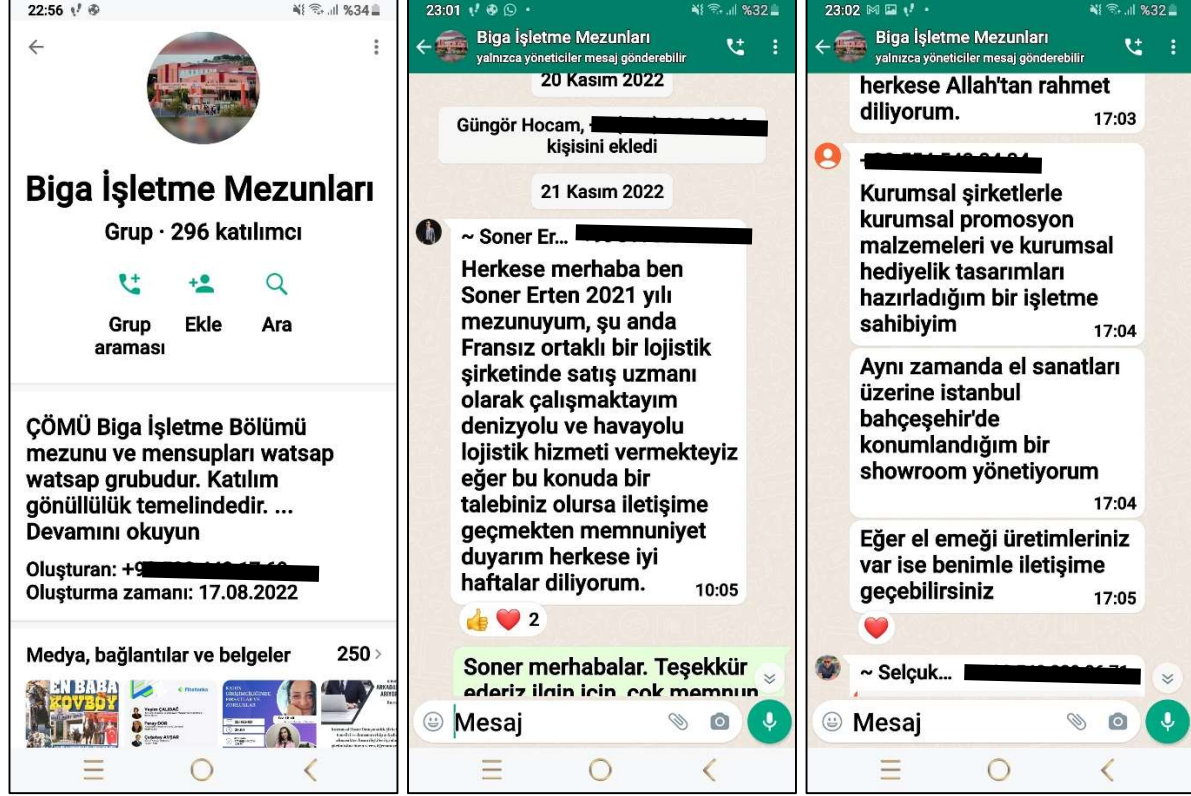 22:56
%34
Biga İşletme Mezunları
Grup · 296 katılımcı
Grup araması
Ekle
Ara
ÇÖMÜ Biga İşletme Bölümü
mezunu ve mensupları watsap
watsap grubudur. Katılım
gönüllülük temelindedir. ...
Devamını okuyun
Oluşturan: +9
Oluşturma zamanı: 17.08.2022
Medya, bağlantılar ve belgeler 250
EN BABA
KOVBOY
23:01
%32
Biga İşletme Mezunları
yalnızca yöneticiler mesaj gönderebilir
20 Kasım 2022
Güngör Hocam,
kişisini ekledi
21 Kasım 2022
~ Soner Er...
Herkese merhaba ben
Soner Erten 2021 yılı
mezunuyum, şu anda
Fransız ortaklı bir lojistik
şirketinde satış uzmanı
olarak çalışmaktayım
denizyolu ve havayolu
lojistik hizmeti vermekteyiz
eğer bu konuda bir
talebiniz olursa iletişime
geçmekten memnuniyet
duyarım herkese iyi
haftalar diliyorum. 10:05
👍❤️ 2
Soner merhabalar. Teşekkür
ederiz ilgin için, çok memnun
Mesaj
23:02
%32
Biga İşletme Mezunları
yalnızca yöneticiler mesaj gönderebilir
herkese Allah'tan rahmet
diliyorum. 17:03
Kurumsal şirketlerle
kurumsal promosyon
malzemeleri ve kurumsal
hediyelik tasarımları
hazırladığım bir işletme
sahibiyim 17:04
Aynı zamanda el sanatları
üzerine istanbul
bahçeşehir'de
konumlandığım bir
showroom yönetiyorum
17:04
Eğer el emeği üretimleriniz
var ise benimle iletişime
geçebilirsiniz 17:05
❤️
~ Selçuk...
Mesaj